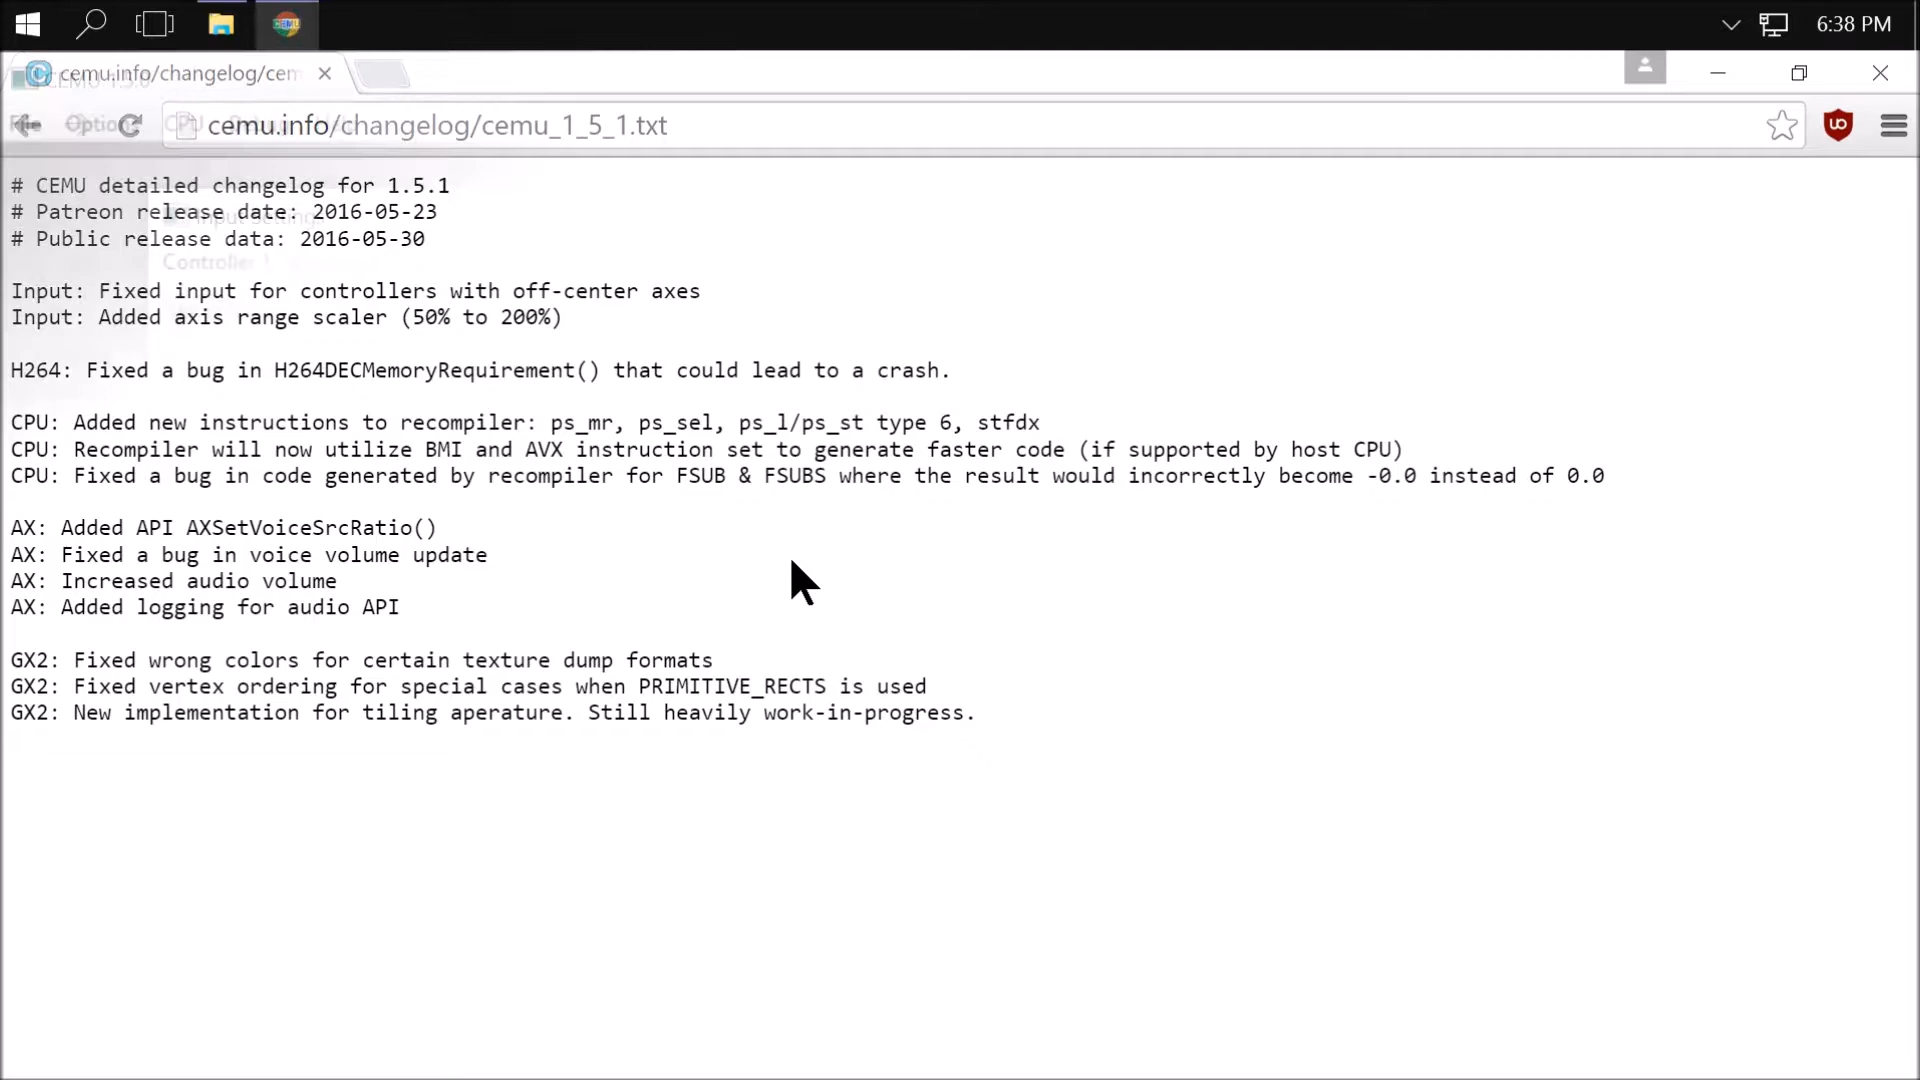 6:38 PM
cemu.info/changelog/cem
cemu.info/changelog/cemu_1_5_1.txt
# CEMU detailed changelog for 1.5.1
# Patreon release date: 2016-05-23
# Public release data: 2016-05-30
Controller
Input: Fixed input for controllers with off-center axes
Input: Added axis range scaler (50% to 200%)
H264: Fixed a bug in H264DECMemoryRequirement() that could lead to a crash.
CPU: Added new instructions to recompiler: ps_mr, ps_sel, ps_l/ps_st type 6, stfdx
CPU: Recompiler will now utilize BMI and AVX instruction set to generate faster code (if supported by host CPU)
CPU: Fixed a bug in code generated by recompiler for FSUB & FSUBS where the result would incorrectly become -0.0 instead of 0.0
AX: Added API AXSetVoiceSrcRatio()
AX: Fixed a bug in voice volume update
AX: Increased audio volume
AX: Added logging for audio API
GX2: Fixed wrong colors for certain texture dump formats
GX2: Fixed vertex ordering for special cases when PRIMITIVE_RECTS is used
GX2: New implementation for tiling aperature. Still heavily work-in-progress.